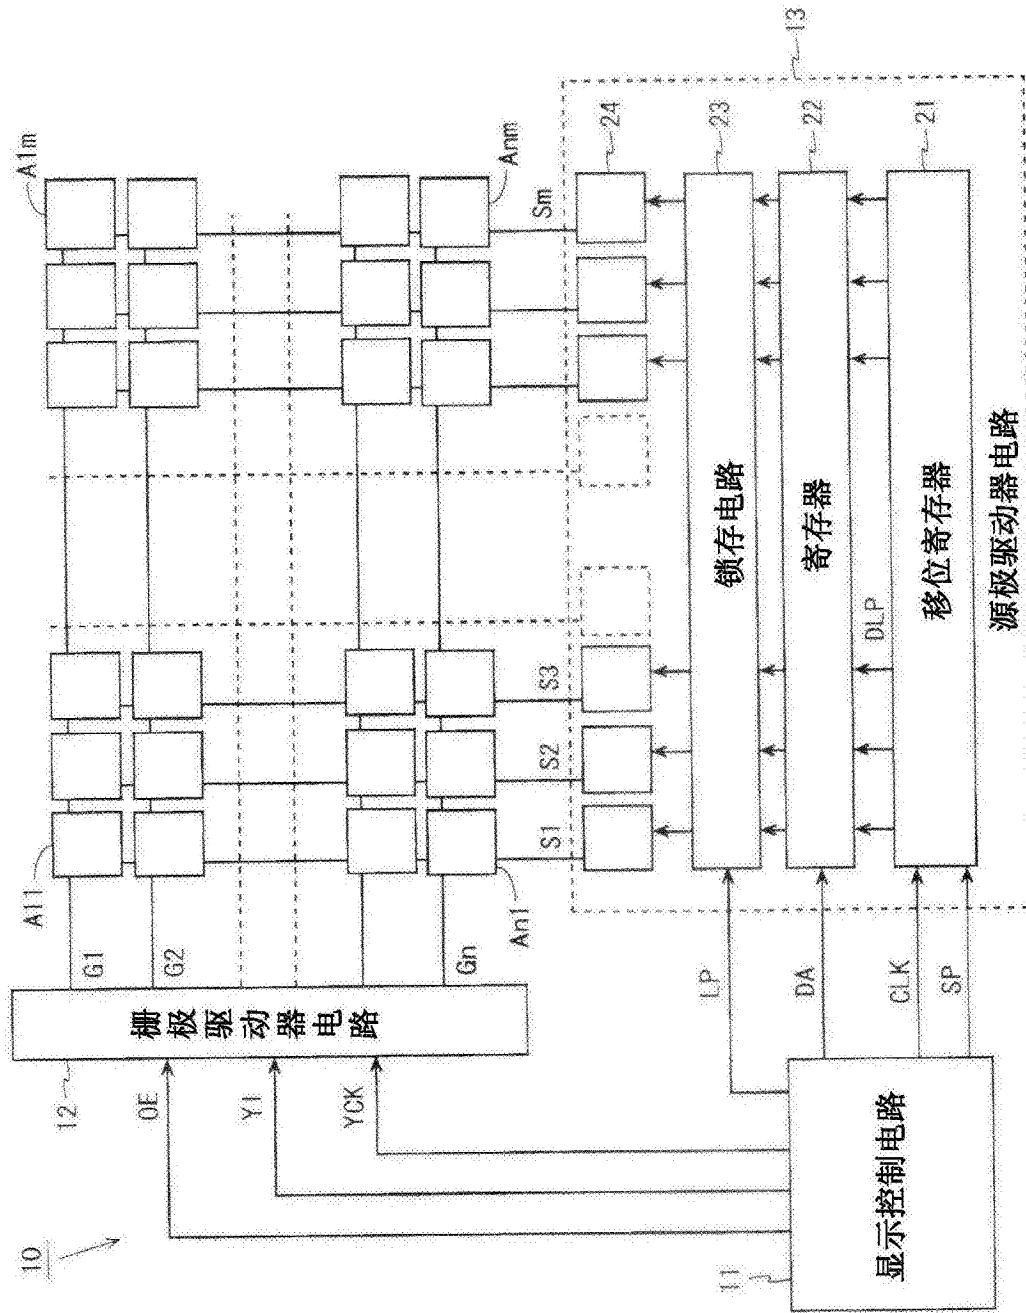 10
11
显示控制电路
OE
YI
YCK
12
栅极驱动器电路
G1
G2
Gn
A11
A1m
An1
Anm
S1
S2
S3
Sm
13
24
LP
锁存电路
23
DA
寄存器
22
DLP
CLK
SP
移位寄存器
21
源极驱动器电路